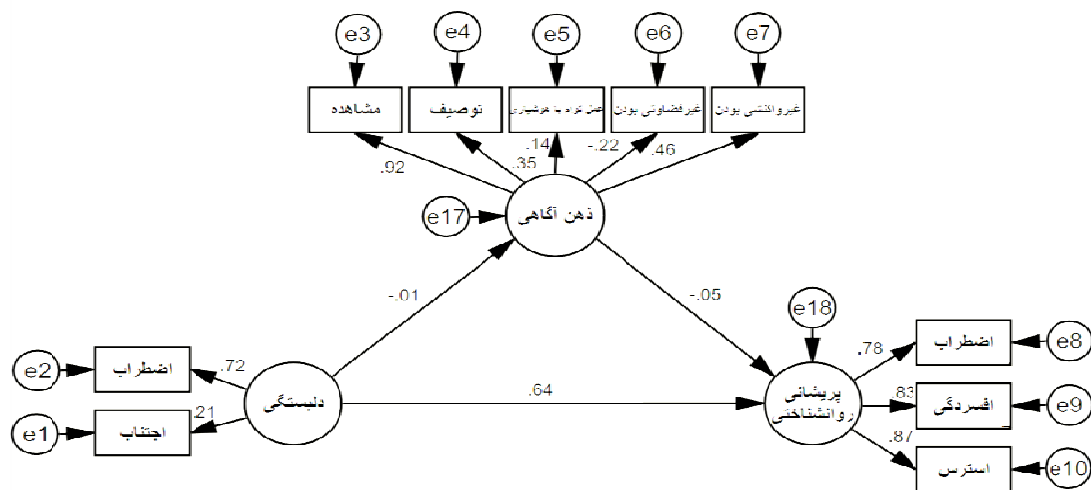 e3
e4
e5
e6
e7
مشاهده
توصیف
غیرقضاوتی بودن
غیرواکنشی بودن
.92
.35
.14
-.22
.46
ذهن آگاهی
e17
-.01
-.05
e18
e2
اضطراب
.72
دلبستگی
.64
پریشانی
روانشناختی
.78
اضطراب
e8
e1
اجتناب
.21
.83
افسردگی
e9
.87
استرس
e10